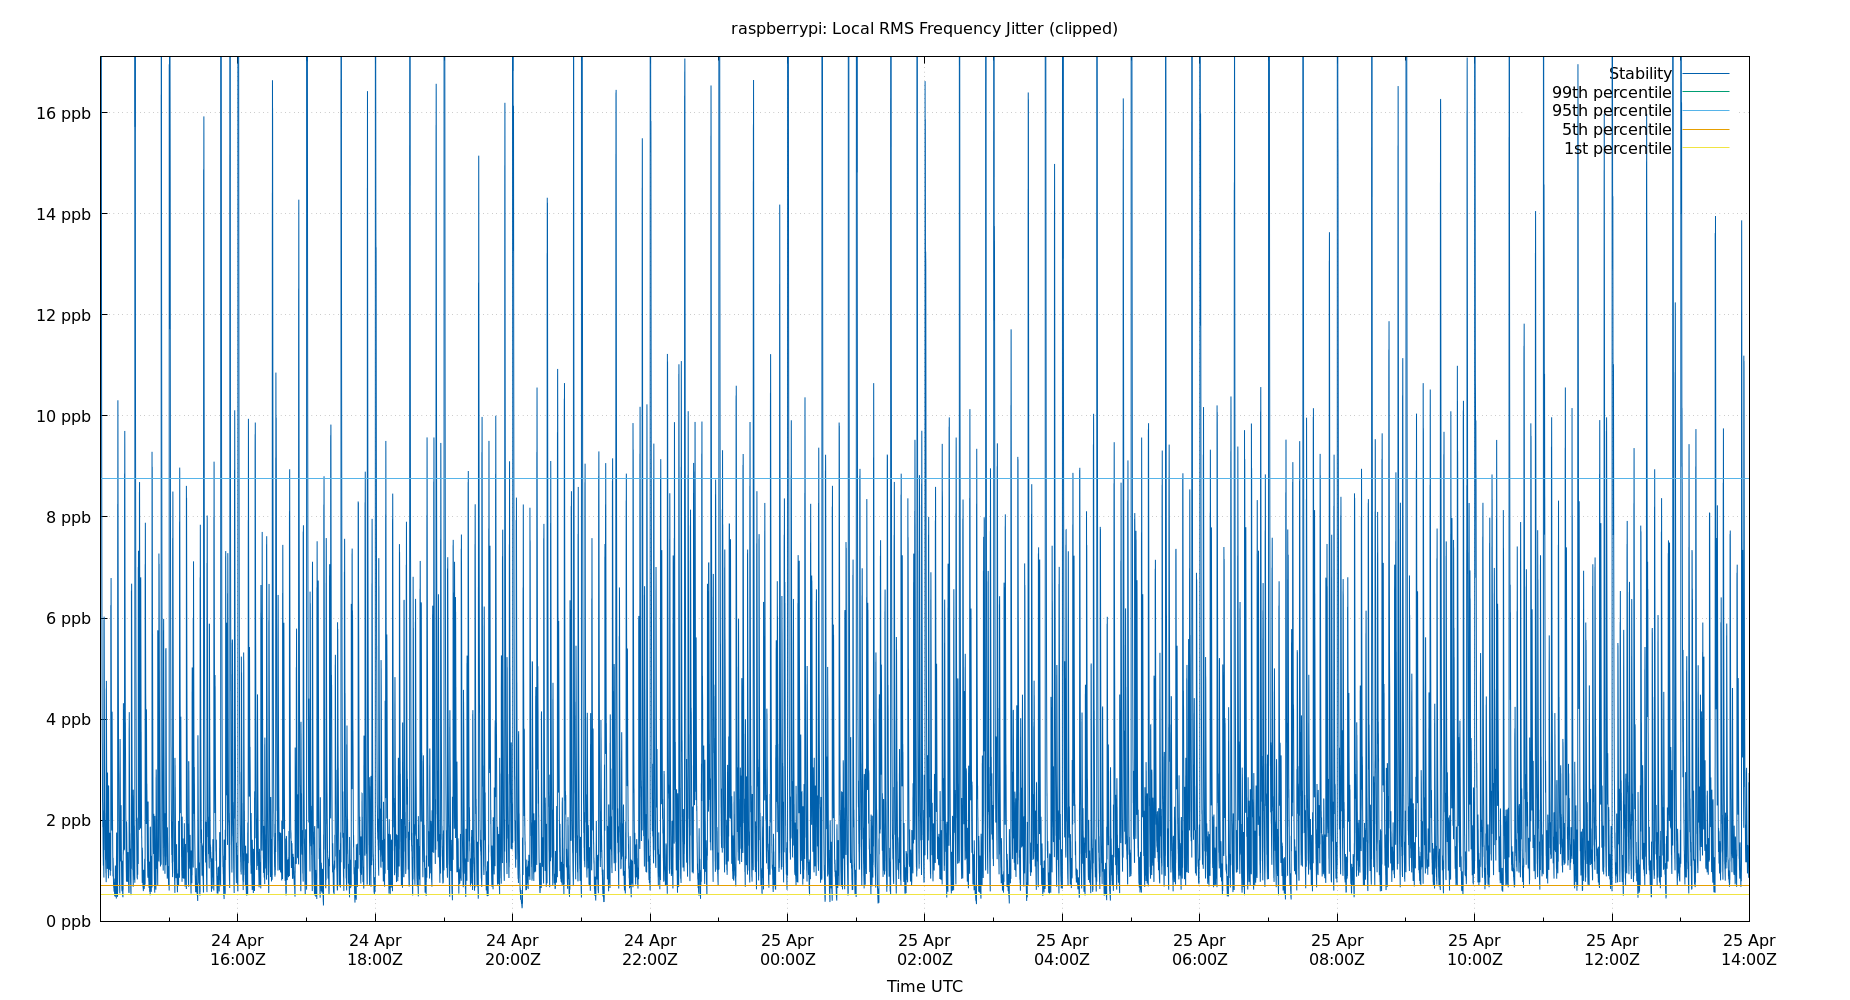 raspberrypi: Local RMS Frequency Jitter (clipped)
Stability
99th percentile
95th percentile
5th percentile
1st percentile
16 ppb
14 ppb
12 ppb
10 ppb
8 ppb
6 ppb
4 ppb
2 ppb
0 ppb
24 Apr 24 Apr 24 Apr 24 Apr 25 Apr 25 Apr 25 Apr 25 Apr 25 Apr 25 Apr 25 Apr 25 Apr
16:00Z 18:00Z 20:00Z 22:00Z 00:00Z 02:00Z 04:00Z 06:00Z 08:00Z 10:00Z 12:00Z 14:00Z
Time UTC